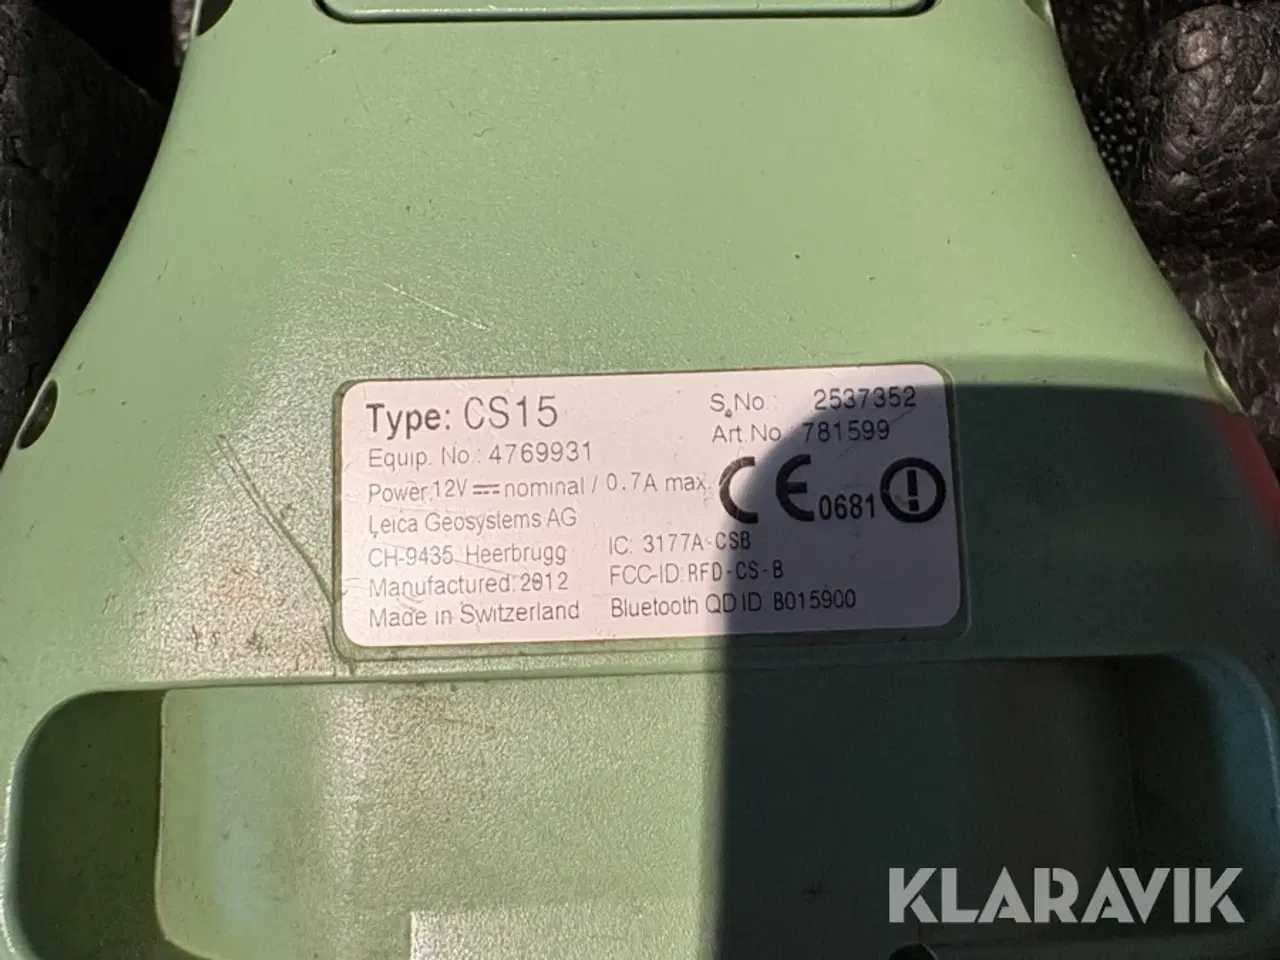 Type: CS15
S.No.: 2537352
Equip. No.: 4769931
Art.No.: 781599
Power: 12V nominal / 0.7A max.
CE 0681
Leica Geosystems AG
CH-9435 Heerbrugg
IC: 3177A-CSB
Manufactured: 2012
FCC-ID: RFD-CS-B
Made in Switzerland
Bluetooth QD ID B015900
KLARAVIK